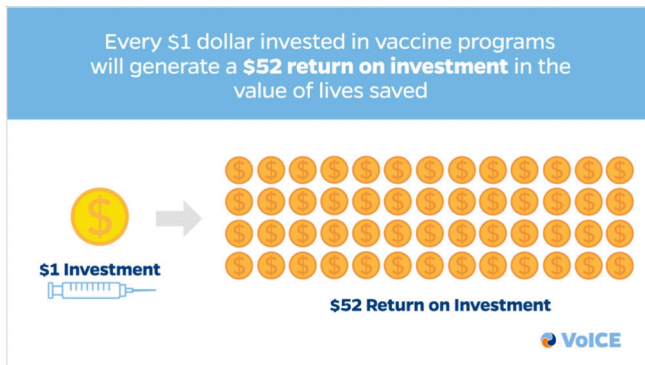 Every $1 dollar invested in vaccine programs
will generate a $52 return on investment in the
value of lives saved
$1 Investment
$52 Return on Investment
VoICE